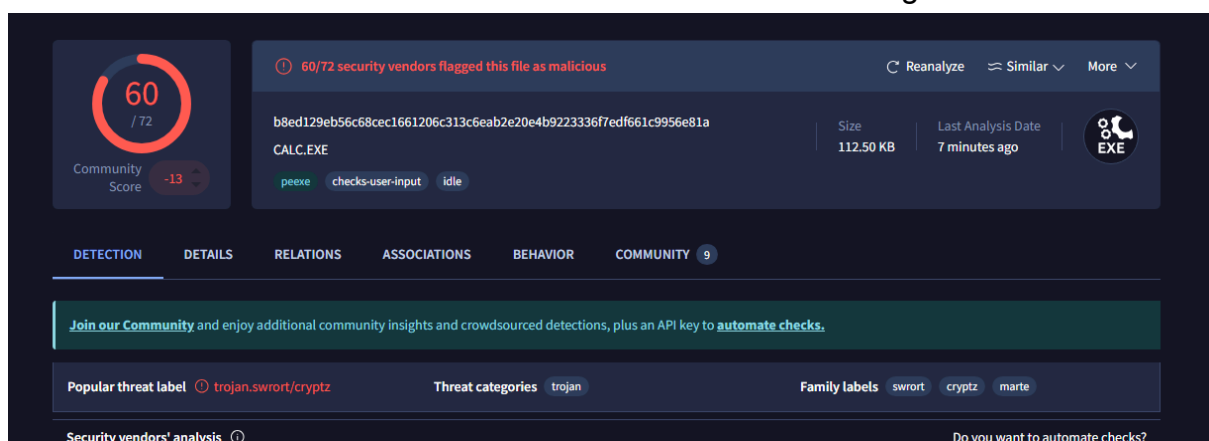 60
/ 72
Community
Score
-13
60/72 security vendors flagged this file as malicious
Reanalyze
Similar
More
b8ed129eb56c68cec1661206c313c6eab2e20e4b9223336f7edf661c9956e81a
CALC.EXE
peexe checks-user-input idle
Size
112.50 KB
Last Analysis Date
7 minutes ago
EXE
DETECTION DETAILS RELATIONS ASSOCIATIONS BEHAVIOR COMMUNITY 9
Join our Community and enjoy additional community insights and crowdsourced detections, plus an API key to automate checks.
Popular threat label trojan.swrort/cryptz Threat categories trojan Family labels swrort cryptz marte
Security vendors' analysis Do you want to automate checks?